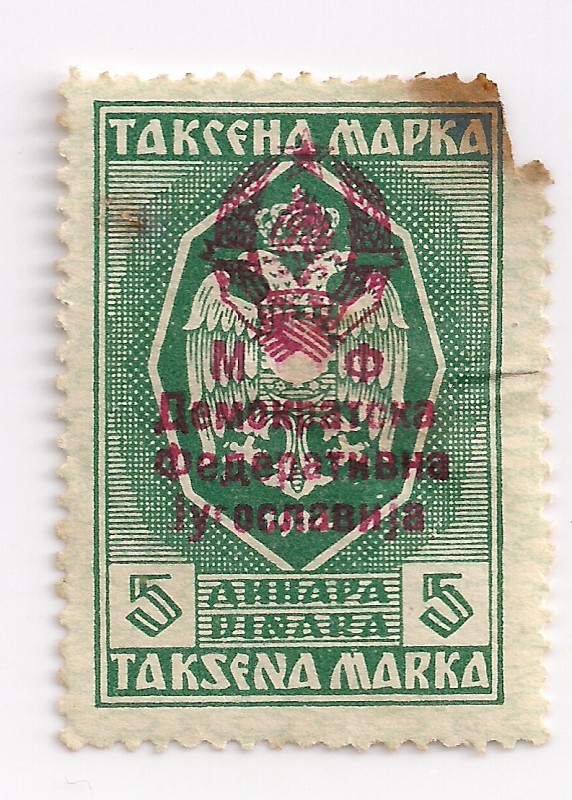 ТАКСЕНА МАРКА
М Ф
Демократска
Федеративна
Југославија
5 ДИНАРА 5
DINARA
TAKSENA MARKA